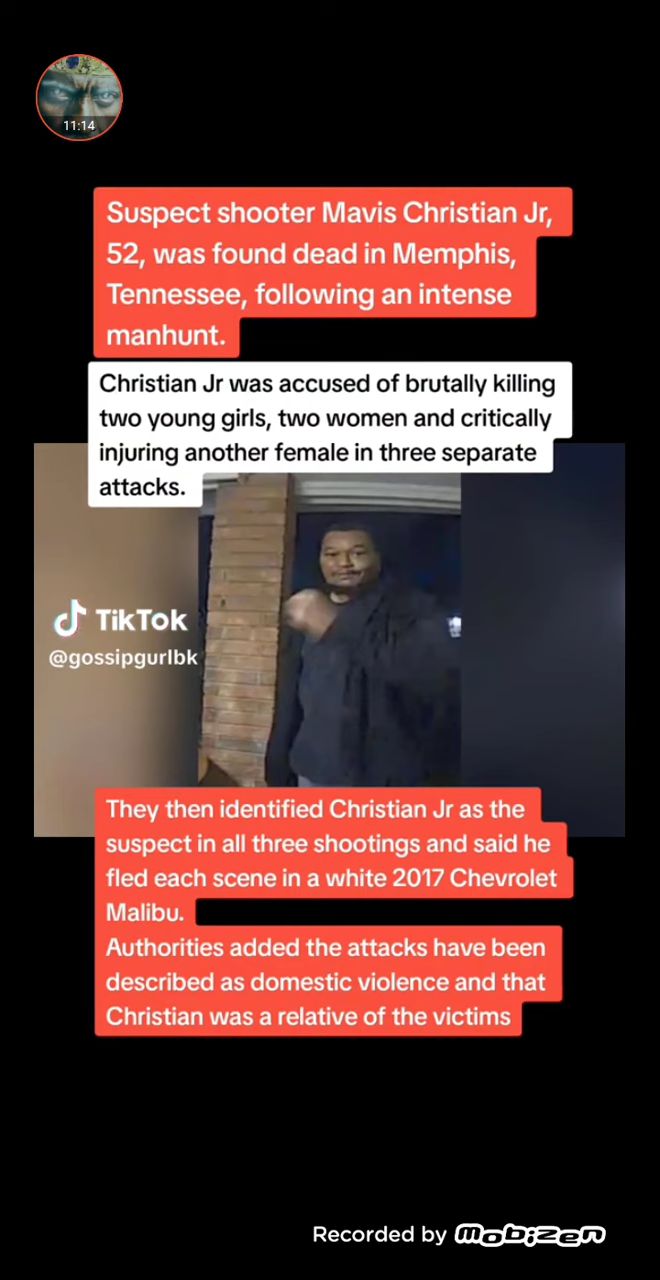 11:14
Suspect shooter Mavis Christian Jr,
52, was found dead in Memphis,
Tennessee, following an intense
manhunt.
Christian Jr was accused of brutally killing
two young girls, two women and critically
injuring another female in three separate
attacks.
TikTok
@gossipgurlbk
They then identified Christian Jr as the
suspect in all three shootings and said he
fled each scene in a white 2017 Chevrolet
Malibu.
Authorities added the attacks have been
described as domestic violence and that
Christian was a relative of the victims
Recorded by mobizen